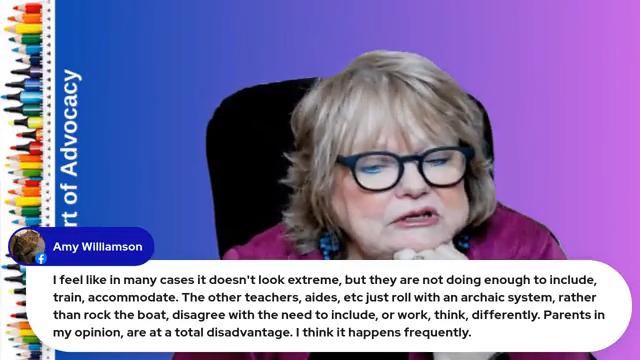 rt of Advocacy
Amy Williamson
I feel like in many cases it doesn't look extreme, but they are not doing enough to include,
train, accommodate. The other teachers, aides, etc just roll with an archaic system, rather
than rock the boat, disagree with the need to include, or work, think, differently. Parents in
my opinion, are at a total disadvantage. I think it happens frequently.